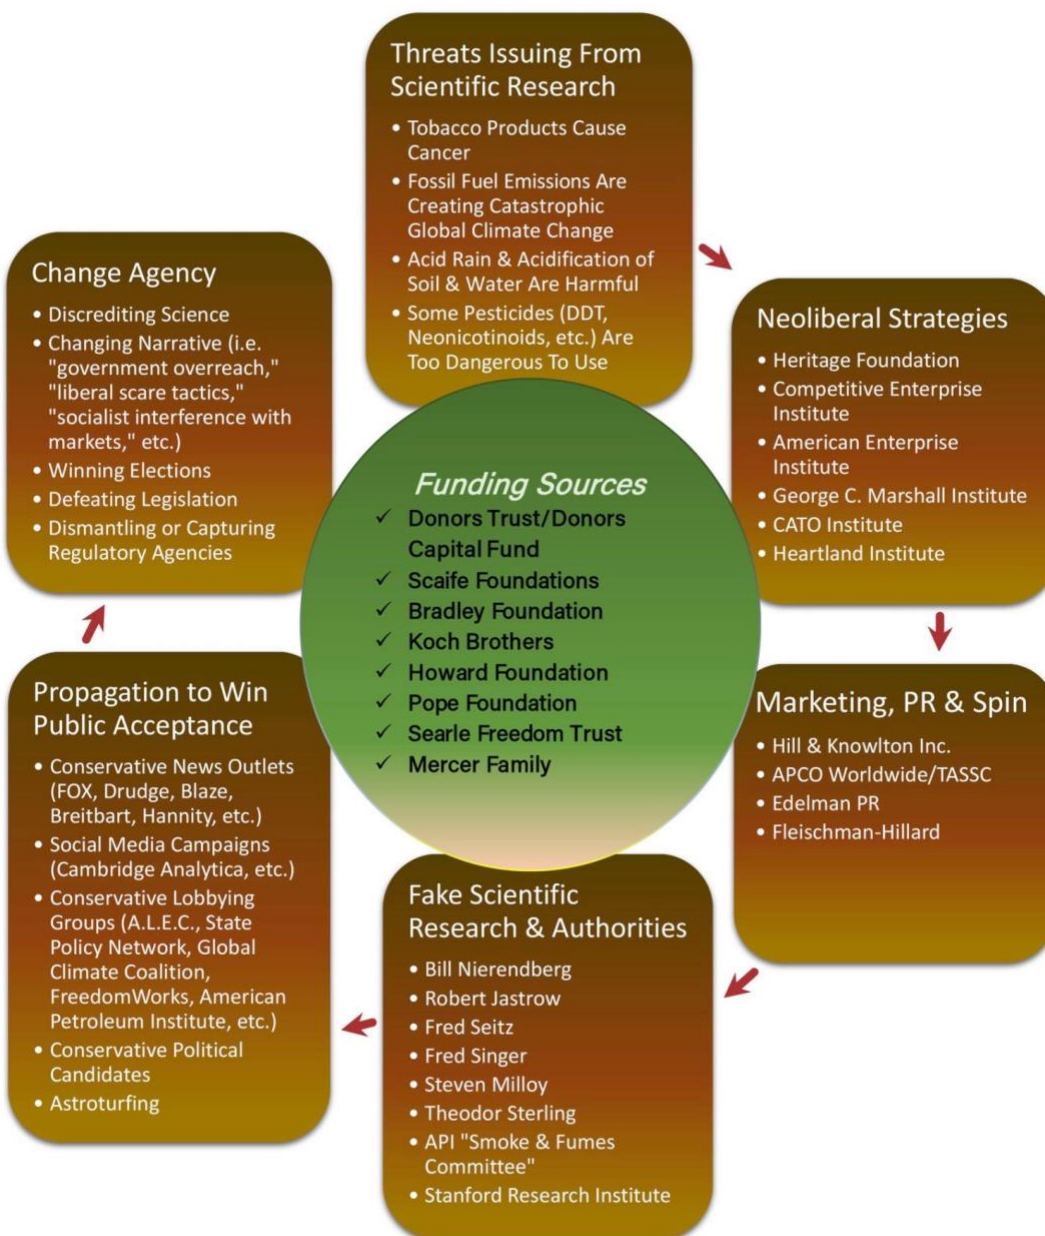 Threats Issuing From
Scientific Research
• Tobacco Products Cause
Cancer
• Fossil Fuel Emissions Are
Creating Catastrophic
Global Climate Change
• Acid Rain & Acidification of
Soil & Water Are Harmful
• Some Pesticides (DDT,
Neonicotinoids, etc.) Are
Too Dangerous To Use
Neoliberal Strategies
• Heritage Foundation
• Competitive Enterprise
Institute
• American Enterprise
Institute
• George C. Marshall Institute
• CATO Institute
• Heartland Institute
Marketing, PR & Spin
• Hill & Knowlton Inc.
• APCO Worldwide/TASSC
• Edelman PR
• Fleischman-Hillard
Fake Scientific
Research & Authorities
• Bill Nierendberg
• Robert Jastrow
• Fred Seitz
• Fred Singer
• Steven Milloy
• Theodor Sterling
• API "Smoke & Fumes
Committee"
• Stanford Research Institute
Propagation to Win
Public Acceptance
• Conservative News Outlets
(FOX, Drudge, Blaze,
Breitbart, Hannity, etc.)
• Social Media Campaigns
(Cambridge Analytica, etc.)
• Conservative Lobbying
Groups (A.L.E.C., State
Policy Network, Global
Climate Coalition,
FreedomWorks, American
Petroleum Institute, etc.)
• Conservative Political
Candidates
• Astroturfing
Change Agency
• Discrediting Science
• Changing Narrative (i.e.
"government overreach,"
"liberal scare tactics,"
"socialist interference with
markets," etc.)
• Winning Elections
• Defeating Legislation
• Dismantling or Capturing
Regulatory Agencies
Funding Sources
✓ Donors Trust/Donors
Capital Fund
✓ Scaife Foundations
✓ Bradley Foundation
✓ Koch Brothers
✓ Howard Foundation
✓ Pope Foundation
✓ Searle Freedom Trust
✓ Mercer Family